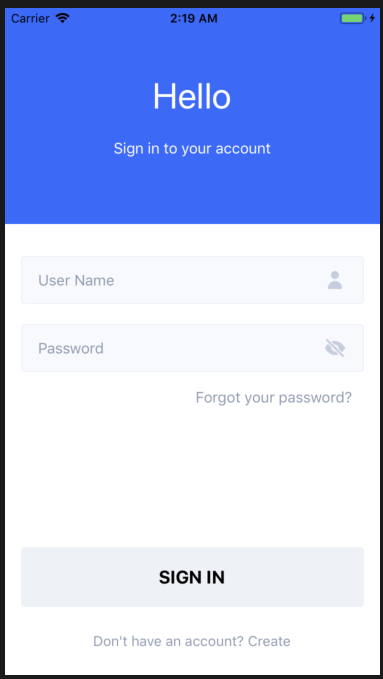 Carrier 2:19 AM
Hello
Sign in to your account
User Name
Password
Forgot your password?
SIGN IN
Don't have an account? Create